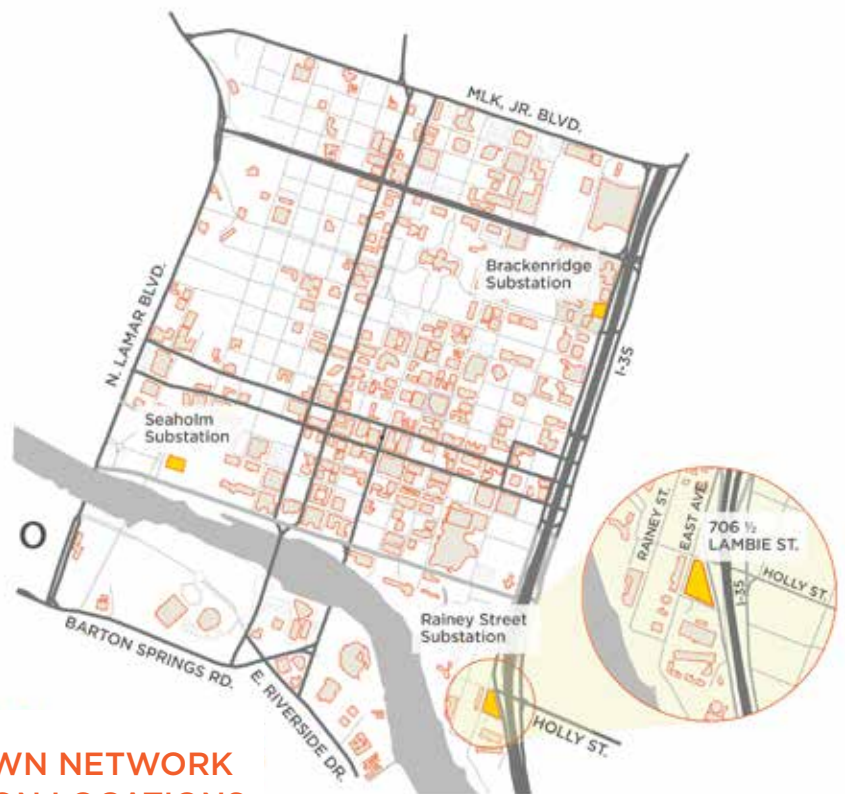 MLK, JR. BLVD.
Brackenridge
Substation
N. LAMAR BLVD.
I-35
Seaholm
Substation
RAINEY ST.
EAST AVE.
706 ½
LAMBIE ST.
HOLLY ST.
I-35
O
Rainey Street
Substation
BARTON SPRINGS RD.
E. RIVERSIDE DR.
HOLLY ST.
WN NETWORK